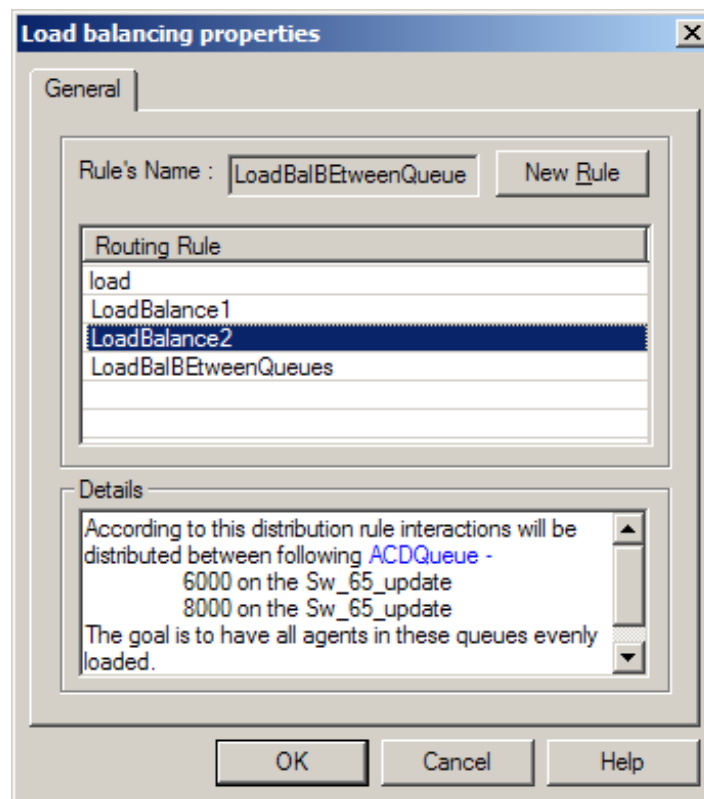 Load balancing properties
General
Rule's Name : LoadBalBEtweenQueue New Rule
Routing Rule
load
LoadBalance1
LoadBalance2
LoadBalBEtweenQueues
Details
According to this distribution rule interactions will be
distributed between following ACDQueue -
6000 on the Sw_65_update
8000 on the Sw_65_update
The goal is to have all agents in these queues evenly
loaded.
OK Cancel Help